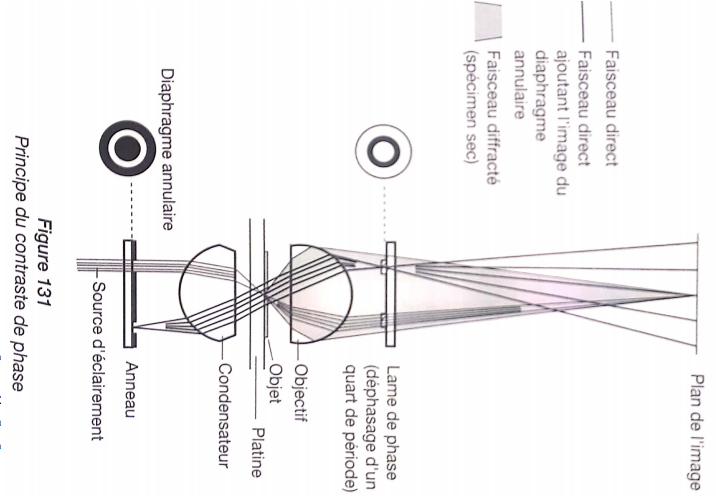 Faisceau direct
Faisceau direct
ajoutant l'image du
diaphragme
annulaire
Faisceau diffracté
(spécimen sec)
Plan de l'image
Lame de phase
(déphasage d'un
quart de période)
Objectif
Objet
Platine
Condensateur
Diaphragme annulaire
Anneau
Source d'éclairement
Figure 131
Principe du contraste de phase